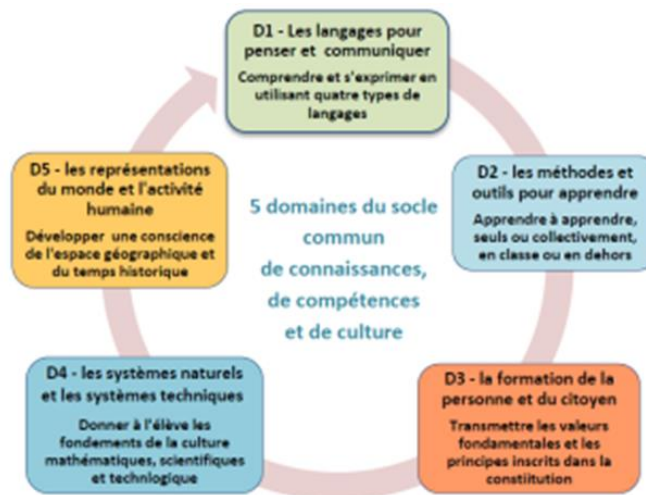 D1 - Les langages pour
penser et communiquer
Comprendre et s'exprimer en
utilisant quatre types de
langages
D2 - les méthodes et
outils pour apprendre
Apprendre à apprendre,
seuls ou collectivement,
en classe ou en dehors
D3 - la formation de la
personne et du citoyen
Transmettre les valeurs
fondamentales et les
principes inscrits dans la
constiitution
D4 - les systèmes naturels
et les systèmes techniques
Donner à l'élève les
fondements de la culture
mathématiques, scientifiques
et technlogique
D5 - les représentations
du monde et l'activité
humaine
Développer une conscience
de l'espace géographique et
du temps historique
5 domaines du socle
commun
de connaissances,
de compétences
et de culture